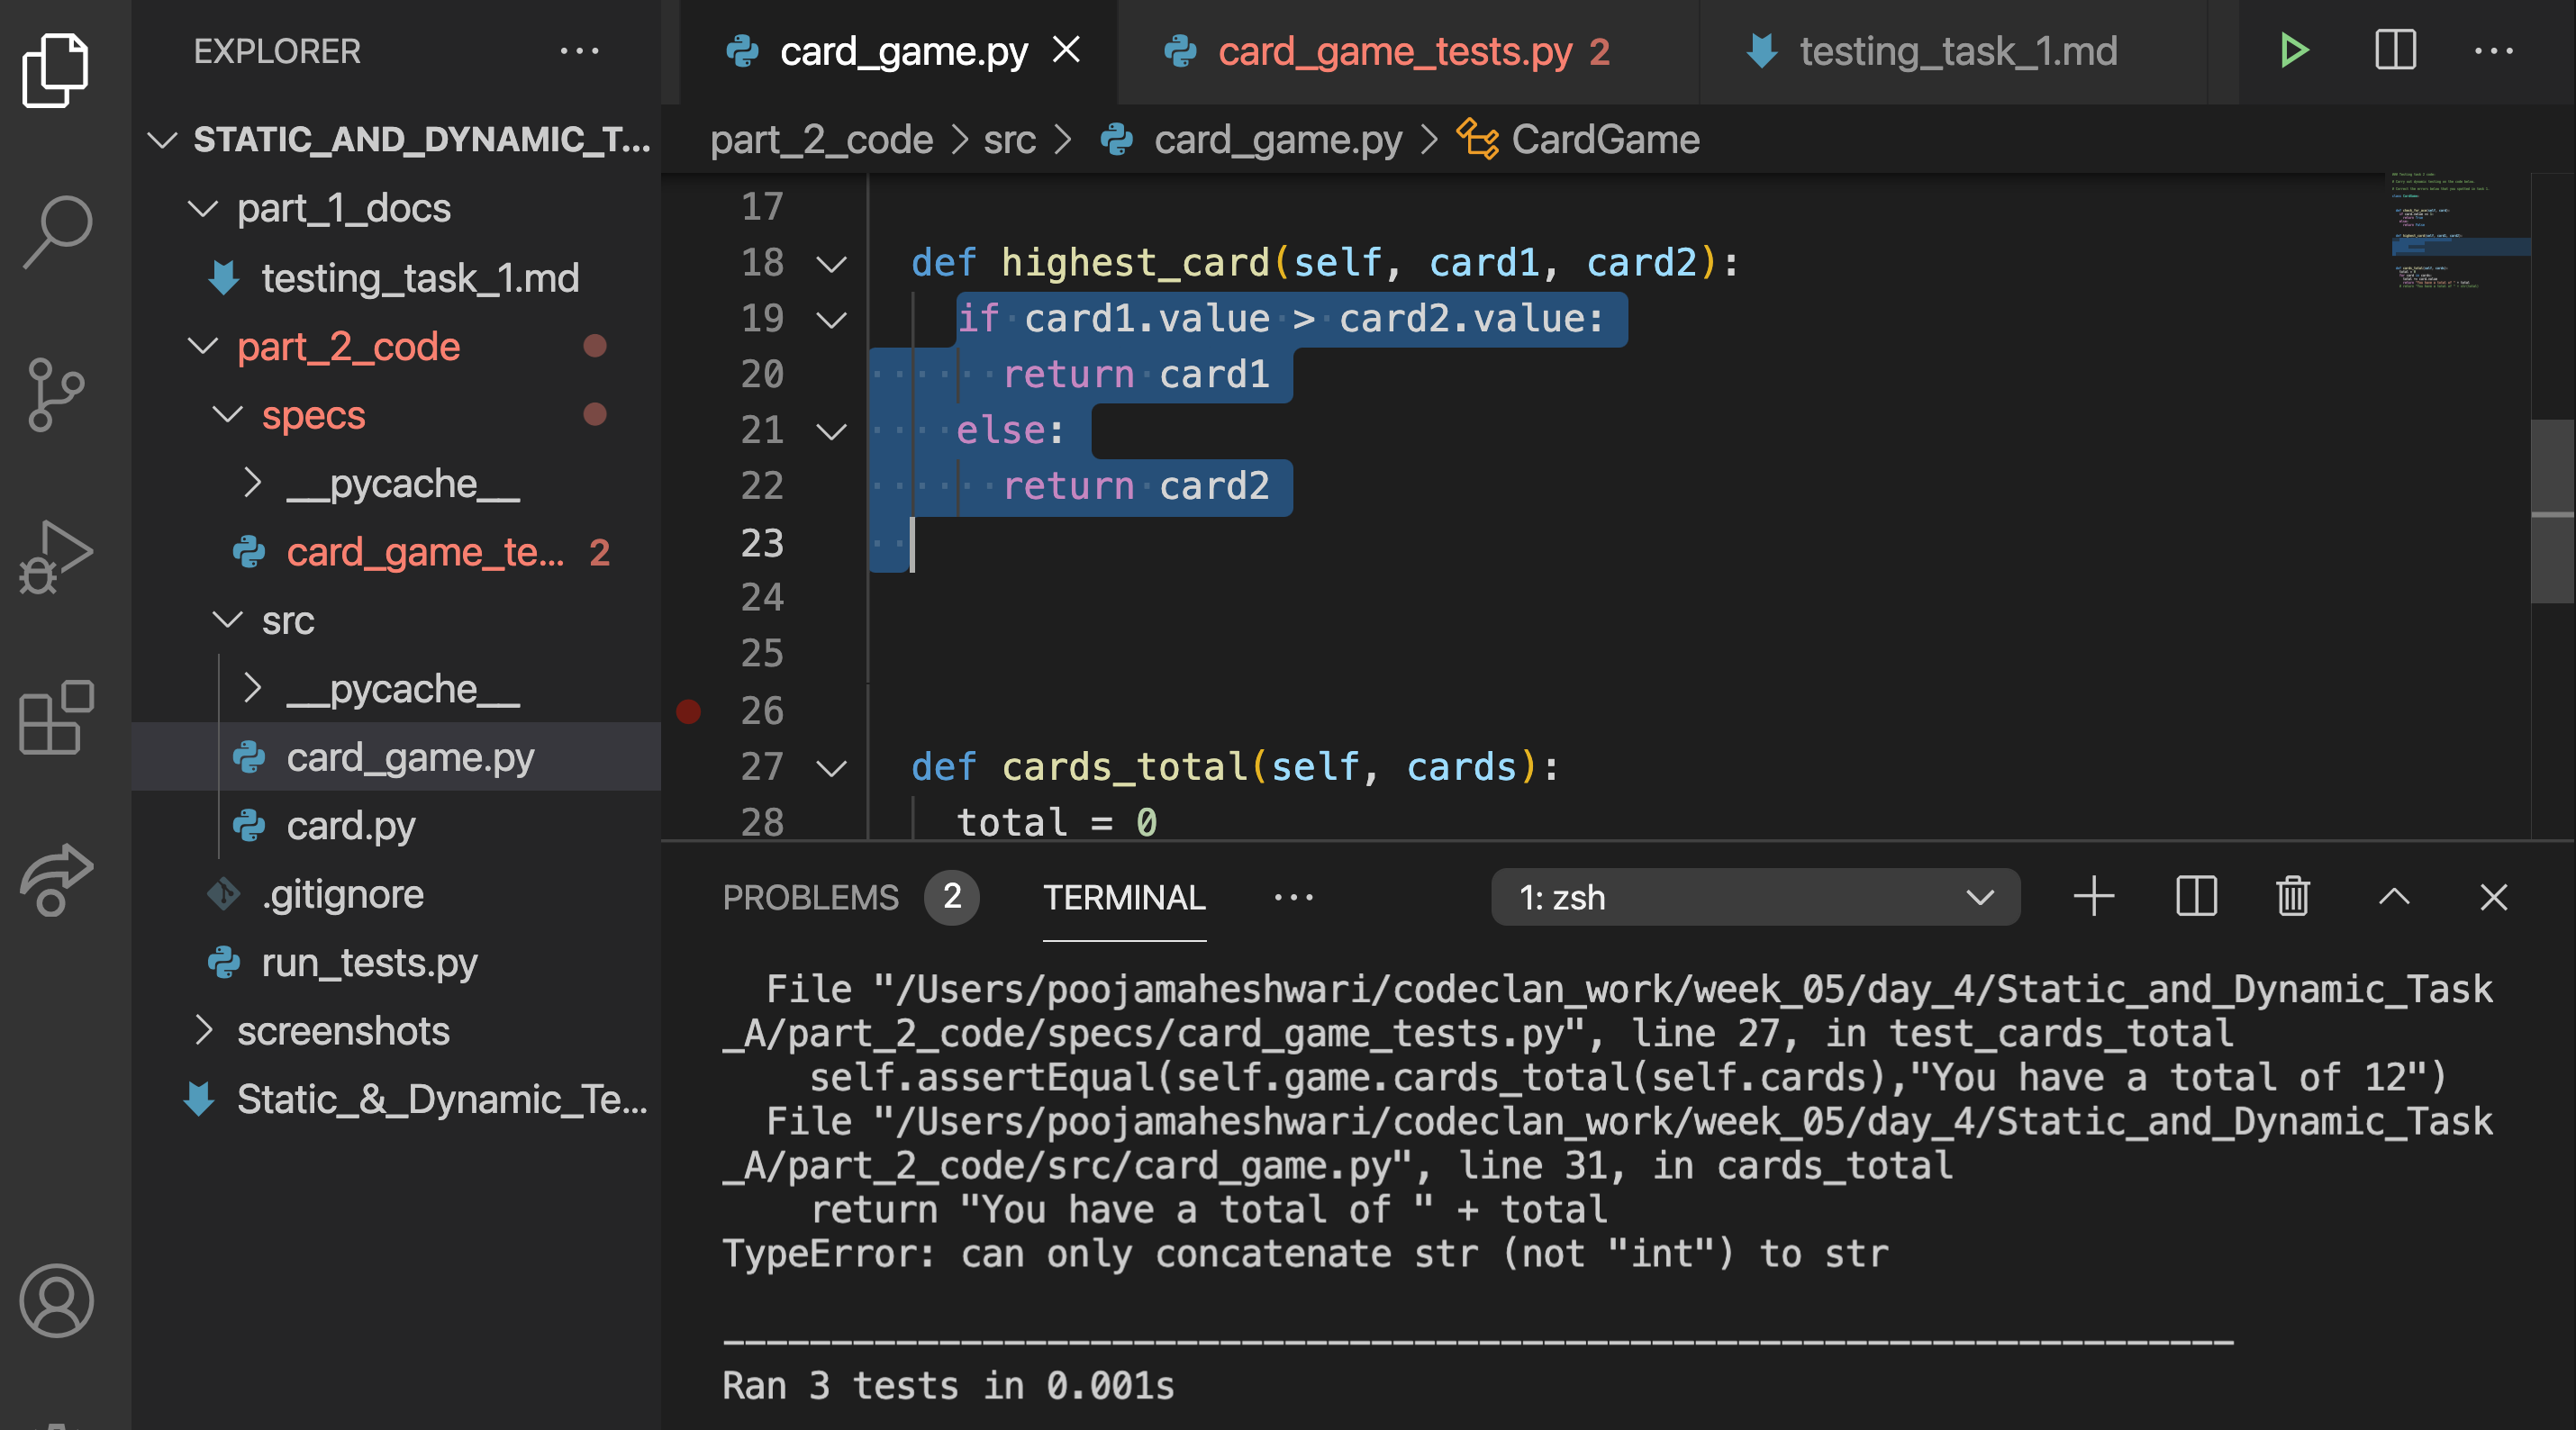 EXPLORER
STATIC_AND_DYNAMIC_T...
part_1_docs
testing_task_1.md
part_2_code
specs
__pycache__
card_game_te... 2
src
__pycache__
card_game.py
card.py
.gitignore
run_tests.py
screenshots
Static_&_Dynamic_Te...
card_game.py
card_game_tests.py 2
testing_task_1.md
part_2_code > src > card_game.py > CardGame
17
18 def highest_card(self, card1, card2):
19 if card1.value > card2.value:
20 return card1
21 else:
22 return card2
23
24
25
26
27 def cards_total(self, cards):
28 total = 0
PROBLEMS 2 TERMINAL ... 1: zsh
File "/Users/poojamaheshwari/codeclan_work/week_05/day_4/Static_and_Dynamic_Task
_A/part_2_code/specs/card_game_tests.py", line 27, in test_cards_total
self.assertEqual(self.game.cards_total(self.cards),"You have a total of 12")
File "/Users/poojamaheshwari/codeclan_work/week_05/day_4/Static_and_Dynamic_Task
_A/part_2_code/src/card_game.py", line 31, in cards_total
return "You have a total of " + total
TypeError: can only concatenate str (not "int") to str
----------------------------------------------------------------------
Ran 3 tests in 0.001s